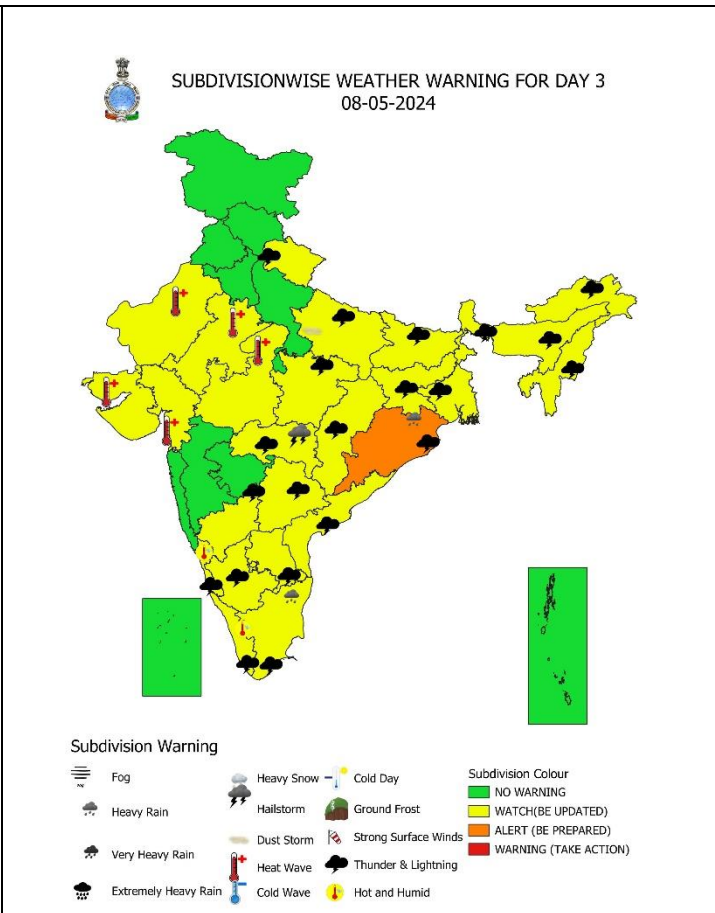 SUBDIVISIONWISE WEATHER WARNING FOR DAY 3
08-05-2024
Subdivision Warning
Fog
Heavy Rain
Very Heavy Rain
Extremely Heavy Rain
Heavy Snow
Hailstorm
Dust Storm
Heat Wave
Cold Wave
Cold Day
Ground Frost
Strong Surface Winds
Thunder & Lightning
Hot and Humid
Subdivision Colour
NO WARNING
WATCH(BE UPDATED)
ALERT (BE PREPARED)
WARNING (TAKE ACTION)